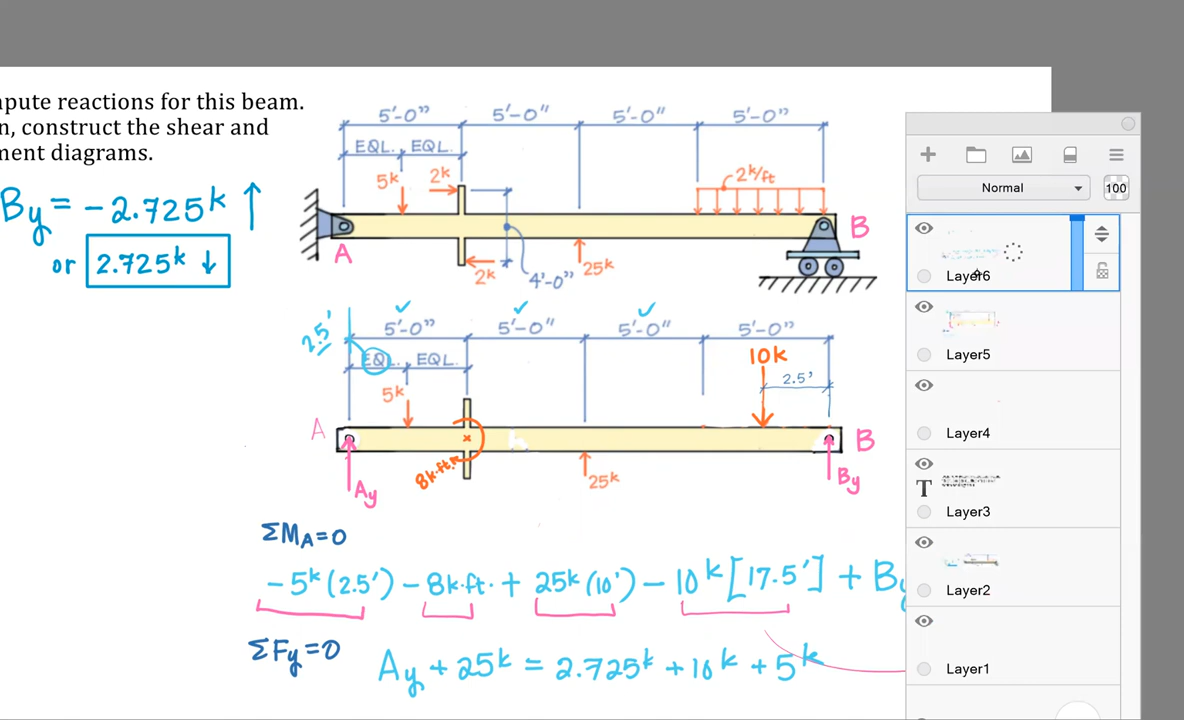 npute reactions for this beam.
n, construct the shear and
ment diagrams.
By = -2.725k ↑
or 2.725k ↓
5'-0" 5'-0" 5'-0" 5'-0"
EQL. EQL.
5k 2k 2k/ft
A B
2k 4'-0" 25k
2.5' 5'-0" 5'-0" 5'-0" 5'-0"
EQL. EQL. 10k
5k 2.5'
A B
8k·ft. 25k
Ay By
ΣMA=0
-5k(2.5') - 8k·ft. + 25k(10') - 10k[17.5'] + By
ΣFy=0
Ay + 25k = 2.725k + 10k + 5k
Normal 100
Layer6
Layer5
Layer4
T
Layer3
Layer2
Layer1